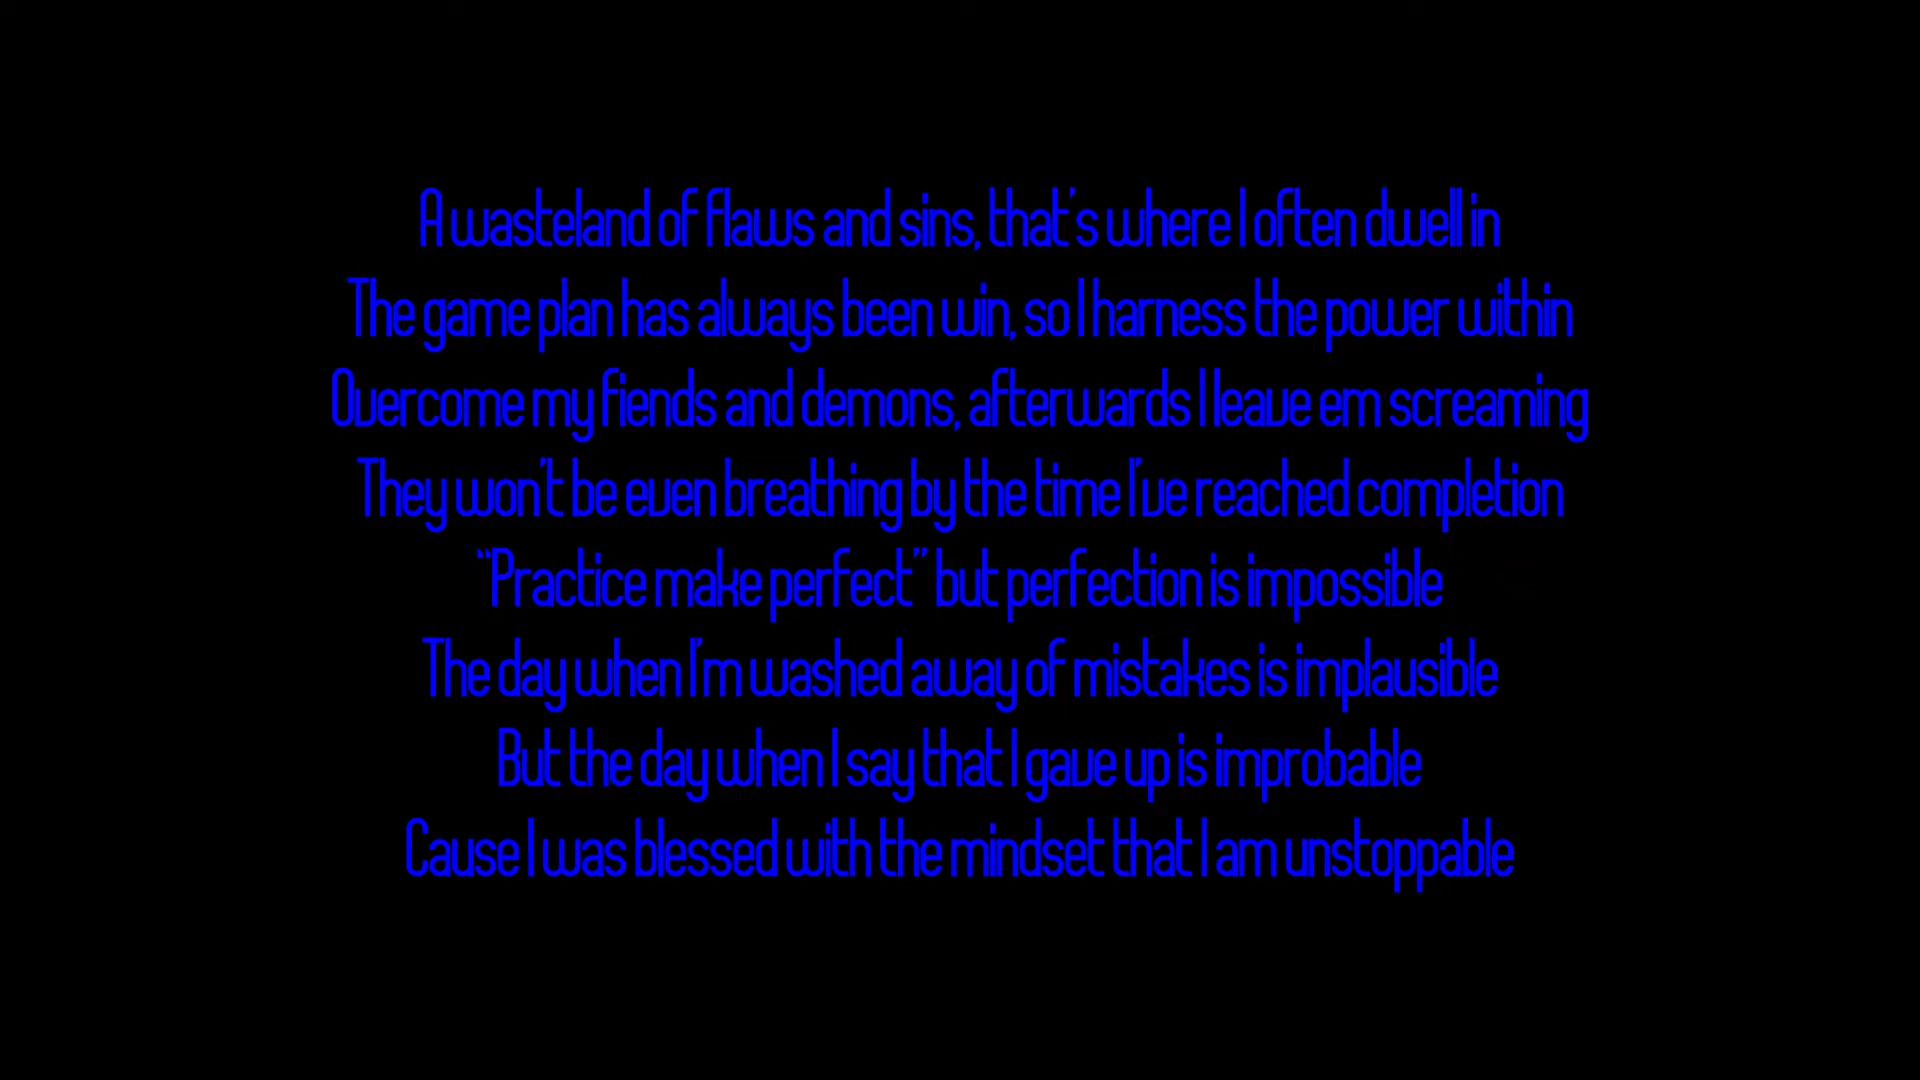 A wasteland of flaws and sins, that's where I often dwell in
The game plan has always been win, so I harness the power within
Overcome my fiends and demons, afterwards I leave em screaming
They won't be even breathing by the time I've reached completion
“Practice make perfect” but perfection is impossible
The day when I'm washed away of mistakes is implausible
But the day when I say that I gave up is improbable
Cause I was blessed with the mindset that I am unstoppable